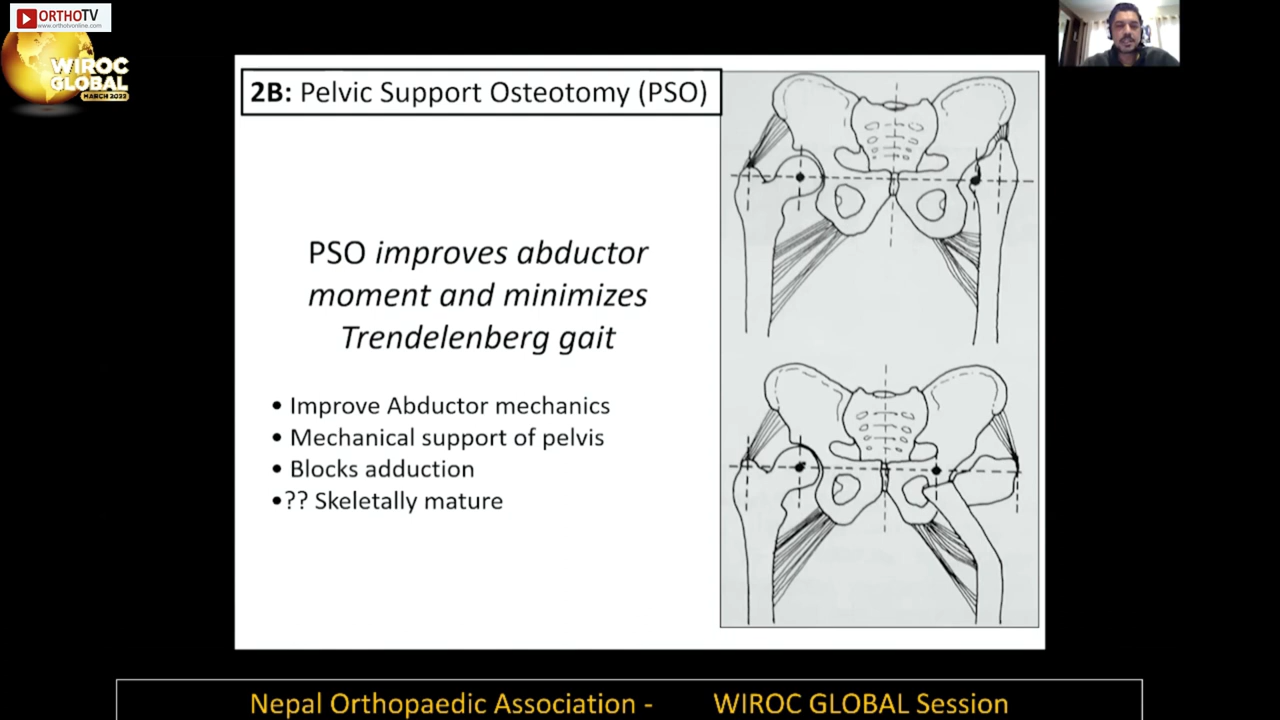 ORTHOTV
www.orthotvonline.com
WIROC
GLOBAL
MARCH 2022
2B: Pelvic Support Osteotomy (PSO)
PSO improves abductor
moment and minimizes
Trendelenberg gait
• Improve Abductor mechanics
• Mechanical support of pelvis
• Blocks adduction
•?? Skeletally mature
Nepal Orthopaedic Association - WIROC GLOBAL Session